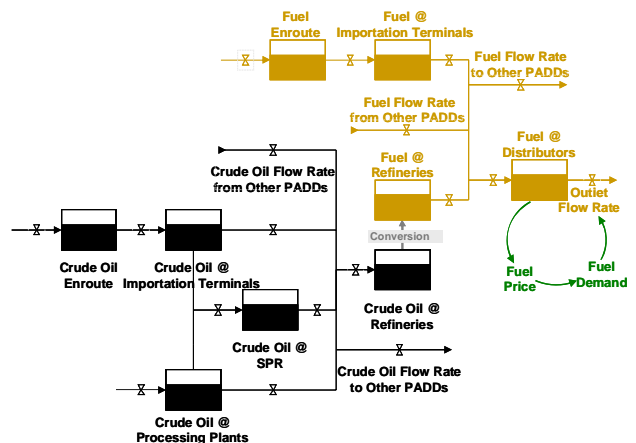 Fuel
Enroute
Fuel @
Importation Terminals
Fuel Flow Rate
to Other PADDs
Fuel Flow Rate
from Other PADDs
Fuel @
Distributors
Crude Oil Flow Rate
from Other PADDs
Fuel @
Refineries
Outlet
Flow Rate
Conversion
Crude Oil
Enroute
Crude Oil @
Importation Terminals
Fuel
Price
Fuel
Demand
Crude Oil @
Refineries
Crude Oil @
SPR
Crude Oil Flow Rate
to Other PADDs
Crude Oil @
Processing Plants